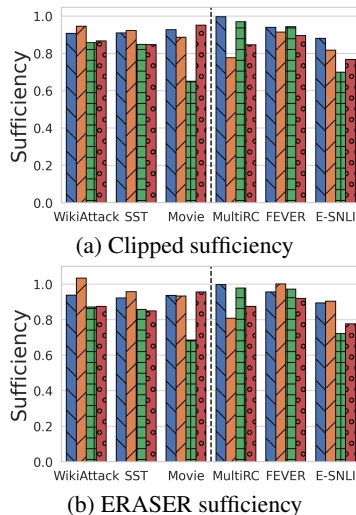 1.0
0.8
0.6
0.4
0.2
0.0
Sufficiency
WikiAttack SST Movie MultiRC FEVER E-SNLI
(a) Clipped sufficiency
1.0
0.8
0.6
0.4
0.2
0.0
Sufficiency
WikiAttack SST Movie MultiRC FEVER E-SNLI
(b) ERASER sufficiency